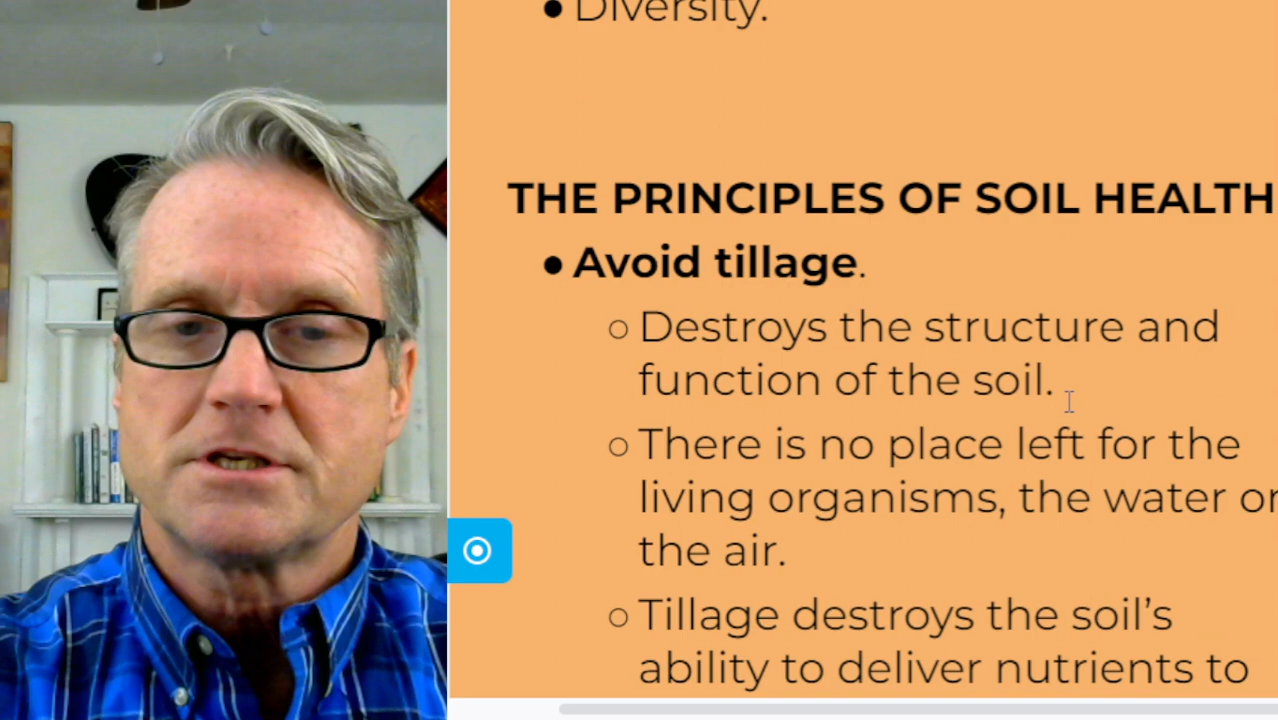 ● Diversity.
THE PRINCIPLES OF SOIL HEALTH
● Avoid tillage.
○ Destroys the structure and
function of the soil.
○ There is no place left for the
living organisms, the water or
the air.
○ Tillage destroys the soil’s
ability to deliver nutrients to